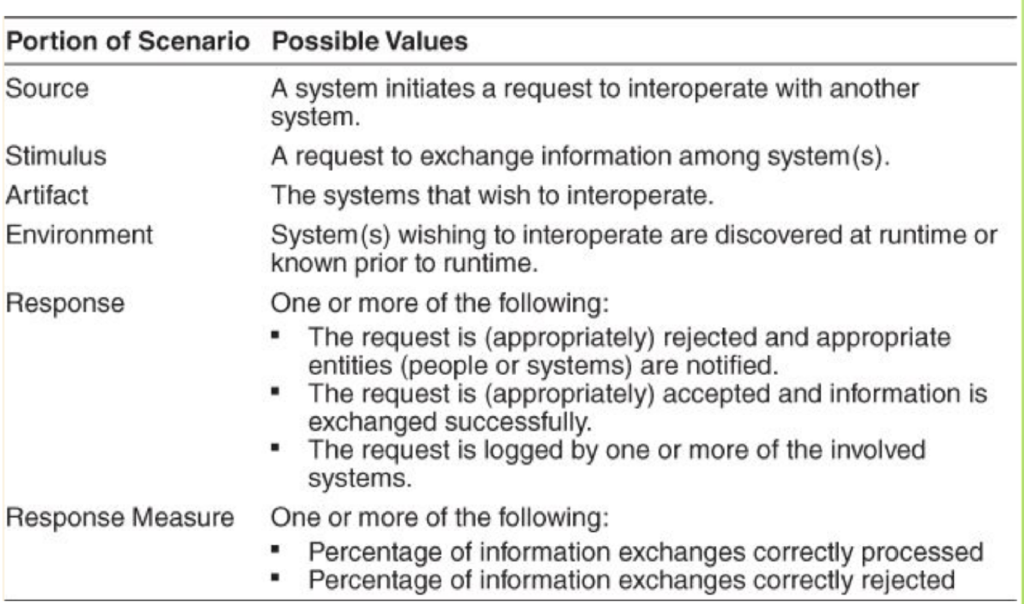 Portion of Scenario Possible Values
Source A system initiates a request to interoperate with another
system.
Stimulus A request to exchange information among system(s).
Artifact The systems that wish to interoperate.
Environment System(s) wishing to interoperate are discovered at runtime or
known prior to runtime.
Response One or more of the following:
▪ The request is (appropriately) rejected and appropriate
entities (people or systems) are notified.
▪ The request is (appropriately) accepted and information is
exchanged successfully.
▪ The request is logged by one or more of the involved
systems.
Response Measure One or more of the following:
▪ Percentage of information exchanges correctly processed
▪ Percentage of information exchanges correctly rejected